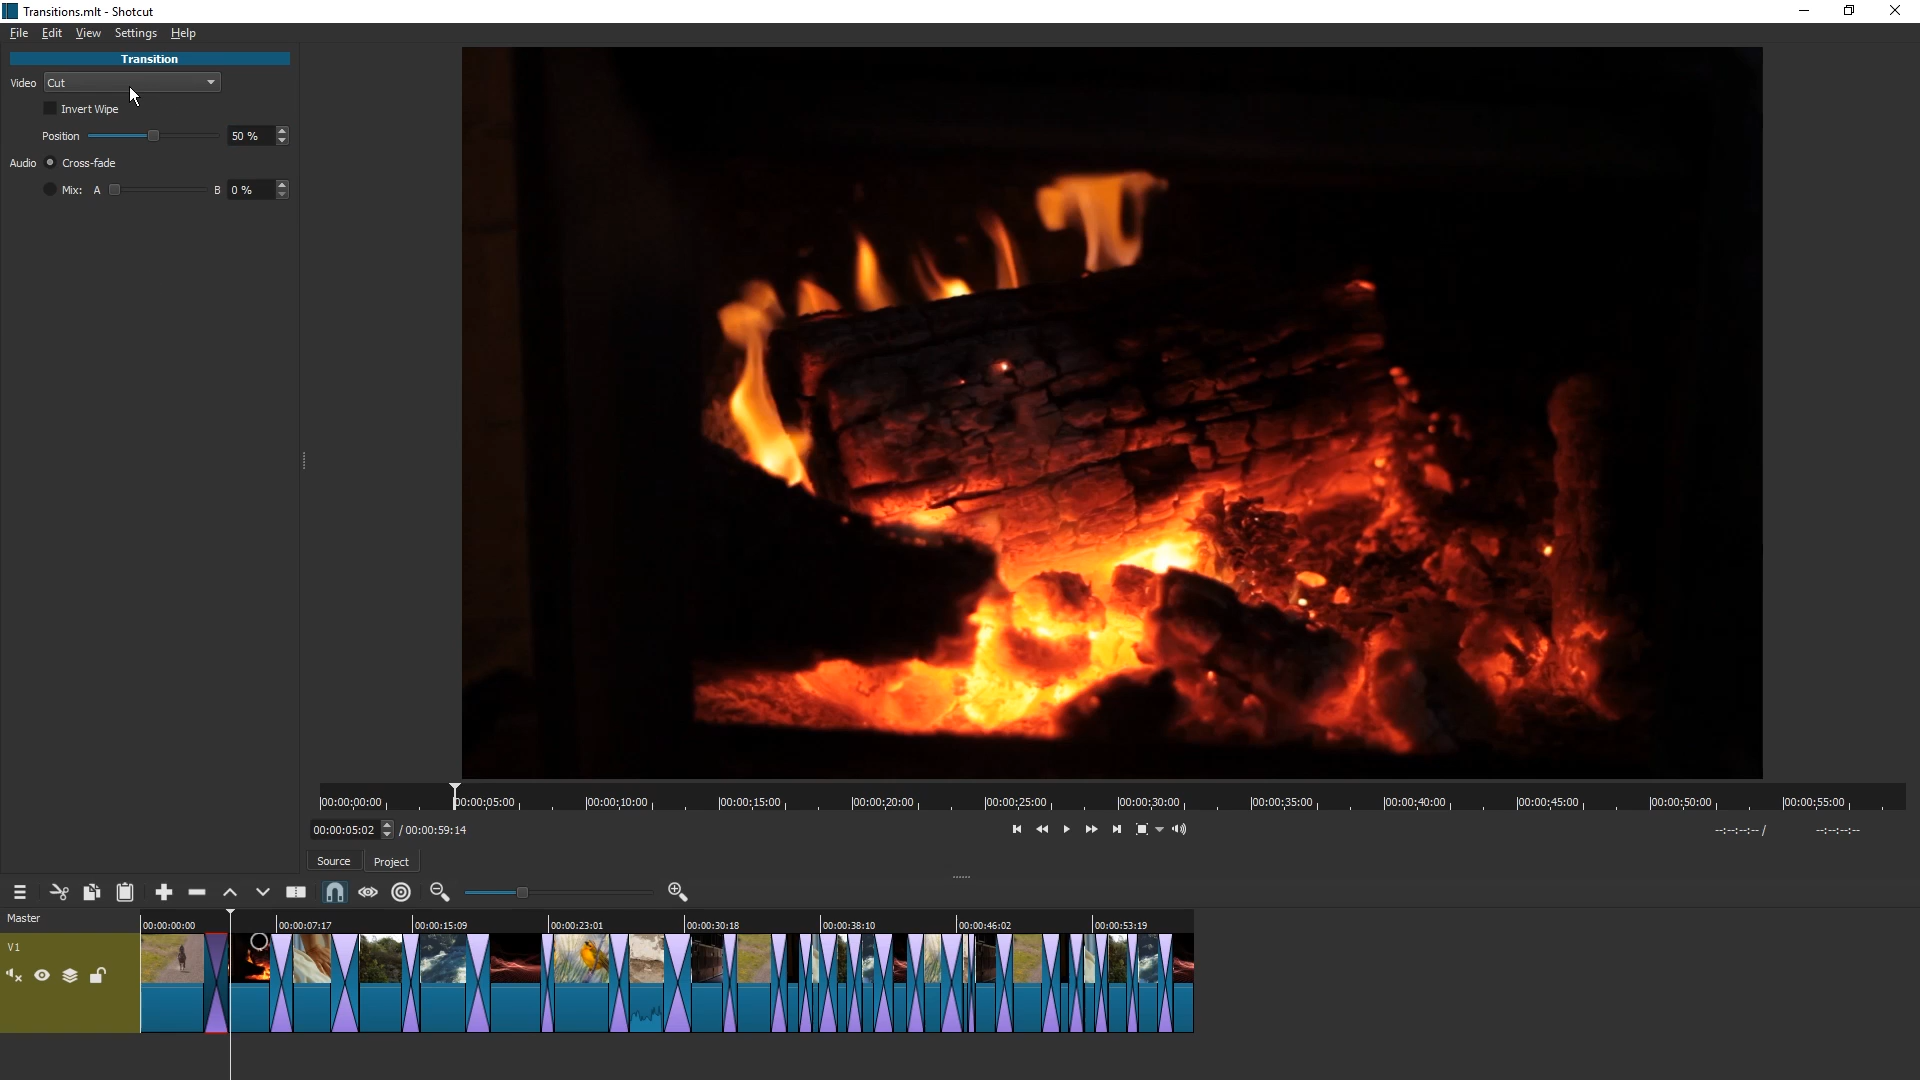 Transitions.mlt - Shotcut
File Edit View Settings Help
Transition
Video Cut
Invert Wipe
Position 50 %
Audio Cross-fade
Mix: A B 0 %
00:00:00:00 00:00:05:00 00:00:10:00 00:00:15:00 00:00:20:00 00:00:25:00 00:00:30:00 00:00:35:00 00:00:40:00 00:00:45:00 00:00:50:00 00:00:55:00
00:00:05:02 / 00:00:59:14 --:--:--:-- / --:--:--:--
Source Project
Master 00:00:00:00 00:00:07:17 00:00:15:09 00:00:23:01 00:00:30:18 00:00:38:10 00:00:46:02 00:00:53:19
V1